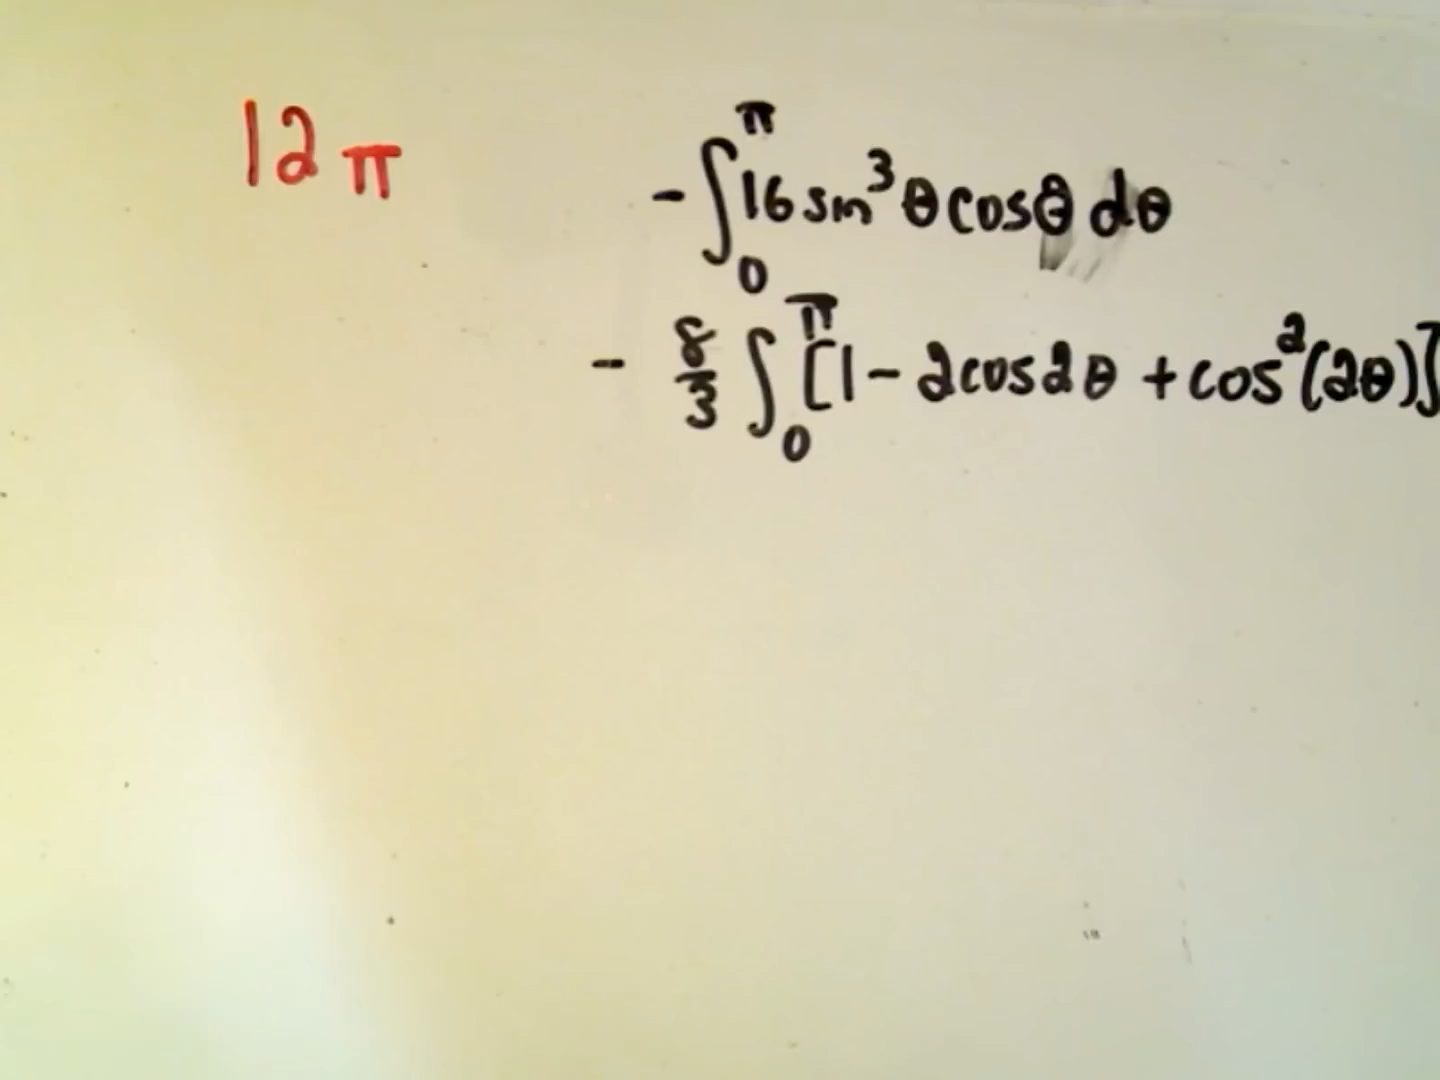 12π
-∫₀^π 16 sin³θ cosθ dθ
- 8/3 ∫₀^π [1 - 2cos2θ + cos²(2θ)]